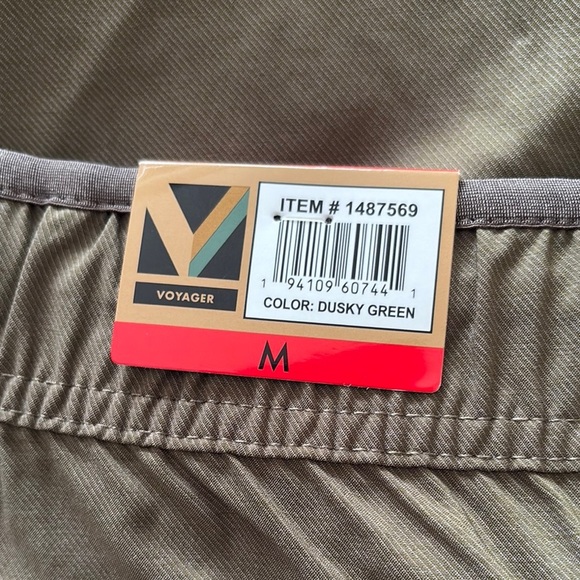 ITEM # 1487569
1 94109 60744 1
COLOR: DUSKY GREEN
VOYAGER
M